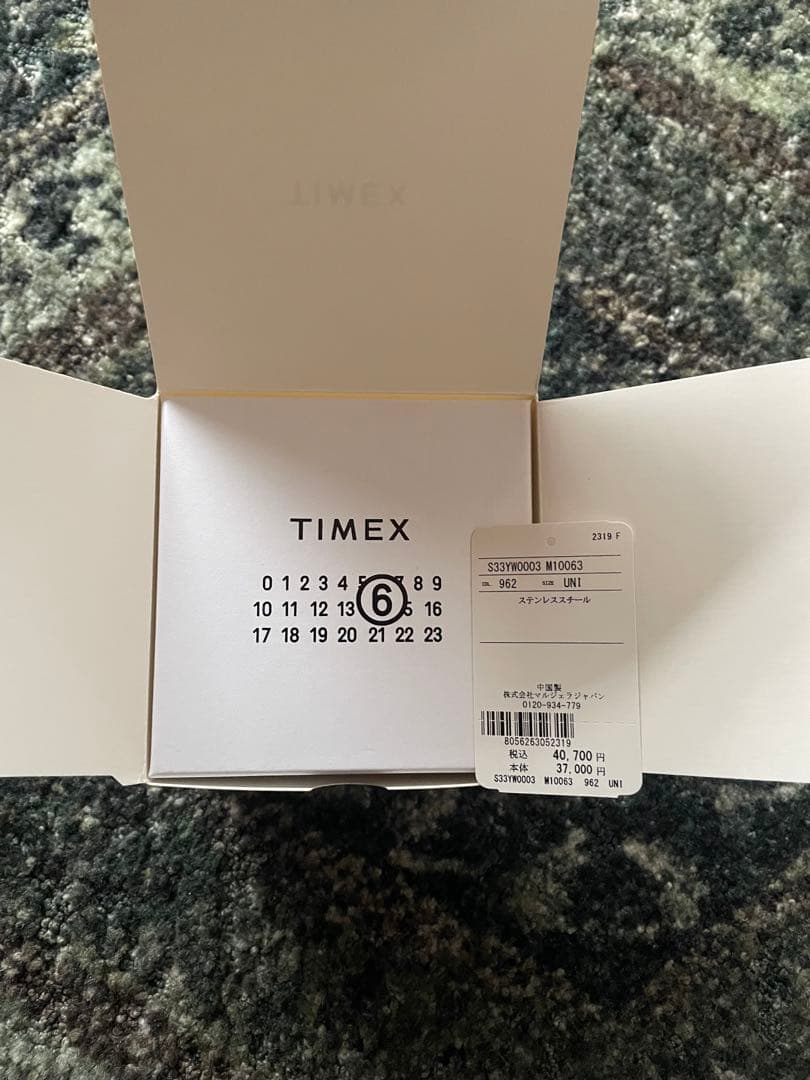 TIMEX
TIMEX
0 1 2 3 4 5 7 8 9
10 11 12 13 6 15 16
17 18 19 20 21 22 23
2319 F
S33YW0003 M10063
COL. 962 SIZE UNI
ステンレススチール
中国製
株式会社マルジェラジャパン
0120-934-779
8056263052319
税込 40,700 円
本体 37,000 円
S33YW0003 M10063 962 UNI